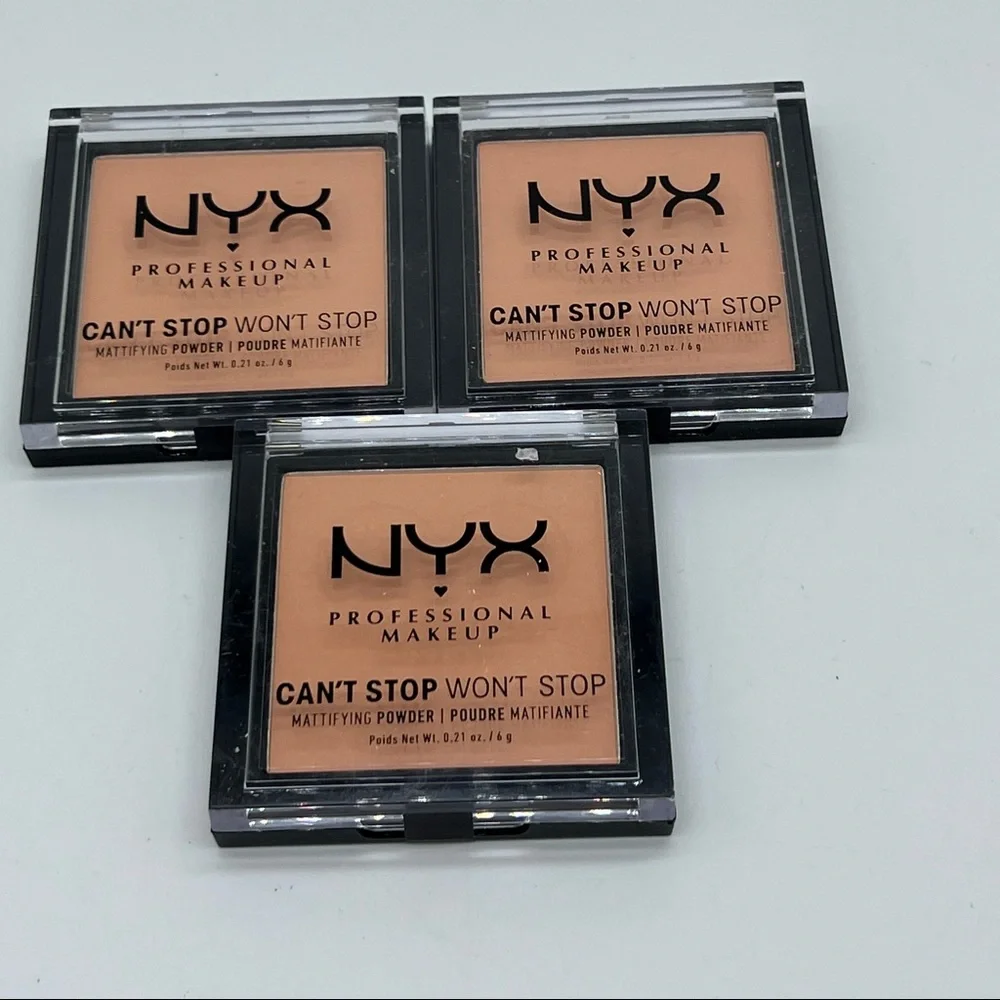 NYX
PROFESSIONAL
MAKEUP
CAN'T STOP WON'T STOP
MATTIFYING POWDER | POUDRE MATIFIANTE
Poids Net Wt. 0.21 oz. / 6 g
NYX
PROFESSIONAL
MAKEUP
CAN'T STOP WON'T STOP
MATTIFYING POWDER | POUDRE MATIFIANTE
Poids Net Wt. 0.21 oz. / 6 g
NYX
PROFESSIONAL
MAKEUP
CAN'T STOP WON'T STOP
MATTIFYING POWDER | POUDRE MATIFIANTE
Poids Net Wt. 0.21 oz. / 6 g